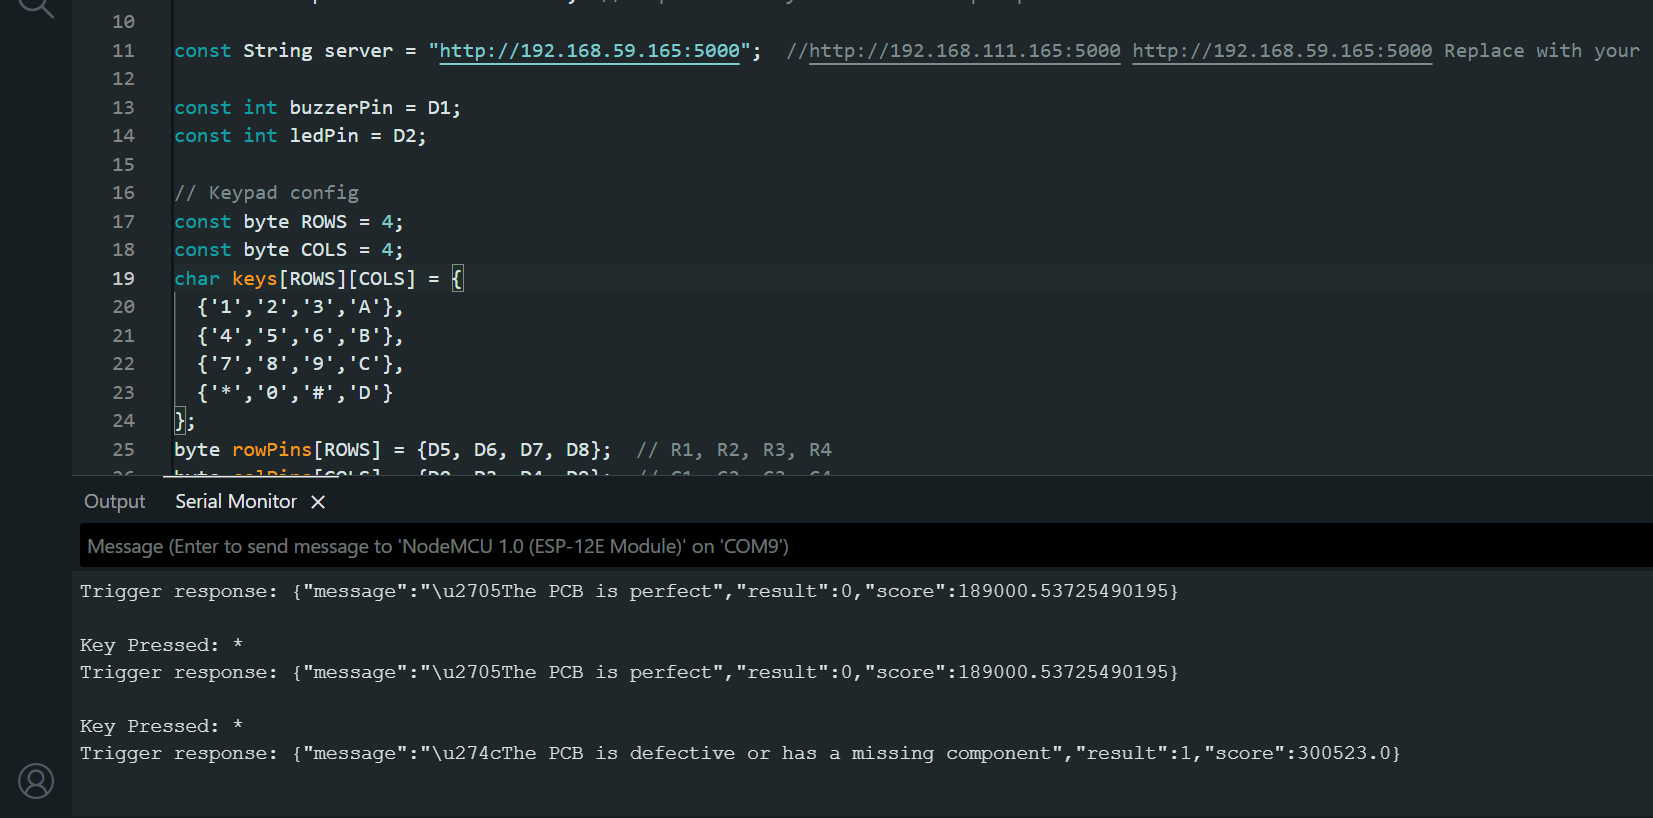 10
11 const String server = "http://192.168.59.165:5000"; //http://192.168.111.165:5000 http://192.168.59.165:5000 Replace with your
12
13 const int buzzerPin = D1;
14 const int ledPin = D2;
15
16 // Keypad config
17 const byte ROWS = 4;
18 const byte COLS = 4;
19 char keys[ROWS][COLS] = {
20 {'1','2','3','A'},
21 {'4','5','6','B'},
22 {'7','8','9','C'},
23 {'*','0','#','D'}
24 };
25 byte rowPins[ROWS] = {D5, D6, D7, D8}; // R1, R2, R3, R4
Output Serial Monitor
Message (Enter to send message to 'NodeMCU 1.0 (ESP-12E Module)' on 'COM9')
Trigger response: {"message":"\u2705The PCB is perfect","result":0,"score":189000.53725490195}
Key Pressed: *
Trigger response: {"message":"\u2705The PCB is perfect","result":0,"score":189000.53725490195}
Key Pressed: *
Trigger response: {"message":"\u274cThe PCB is defective or has a missing component","result":1,"score":300523.0}